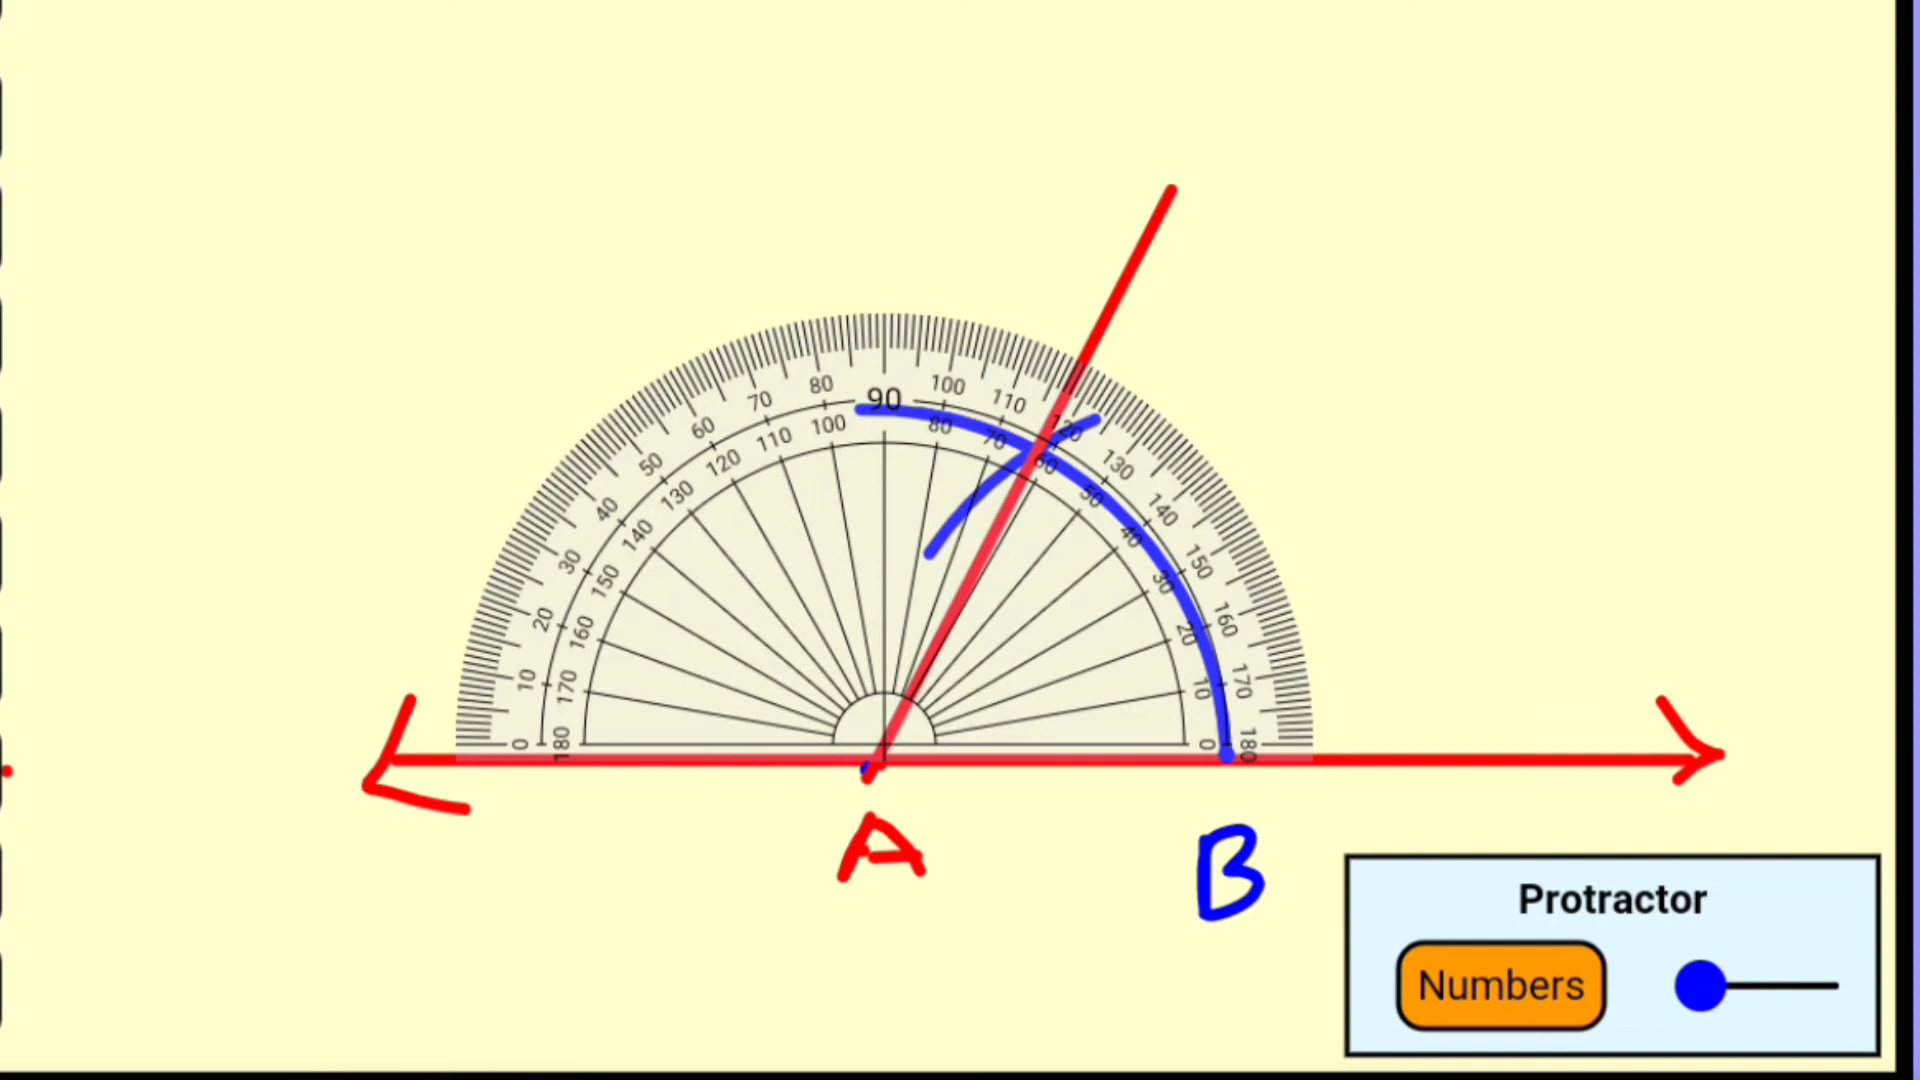 90
80 100
70 110
60 100 80 120
110 70
50 120 60 130
130 50
40 140 40 140
30 150 30 150
20 160 20 160
10 170 10 170
0 180 0 180
A B
Protractor
Numbers